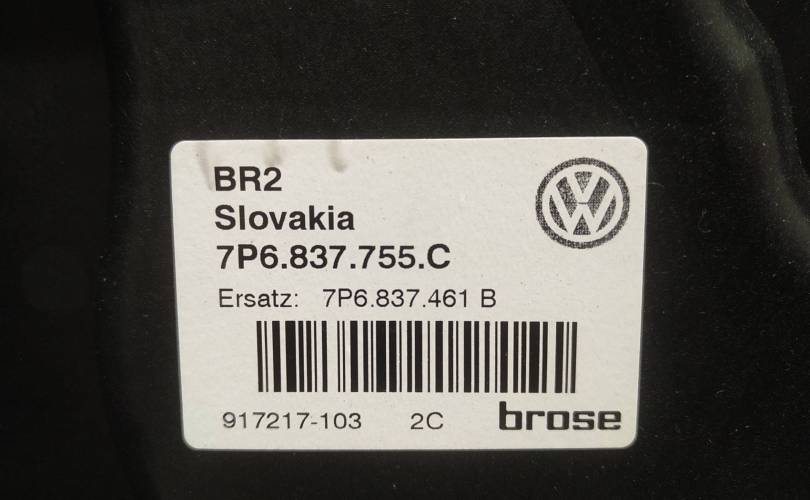 BR2
Slovakia
7P6.837.755.C
Ersatz: 7P6.837.461 B
917217-103 2C brose